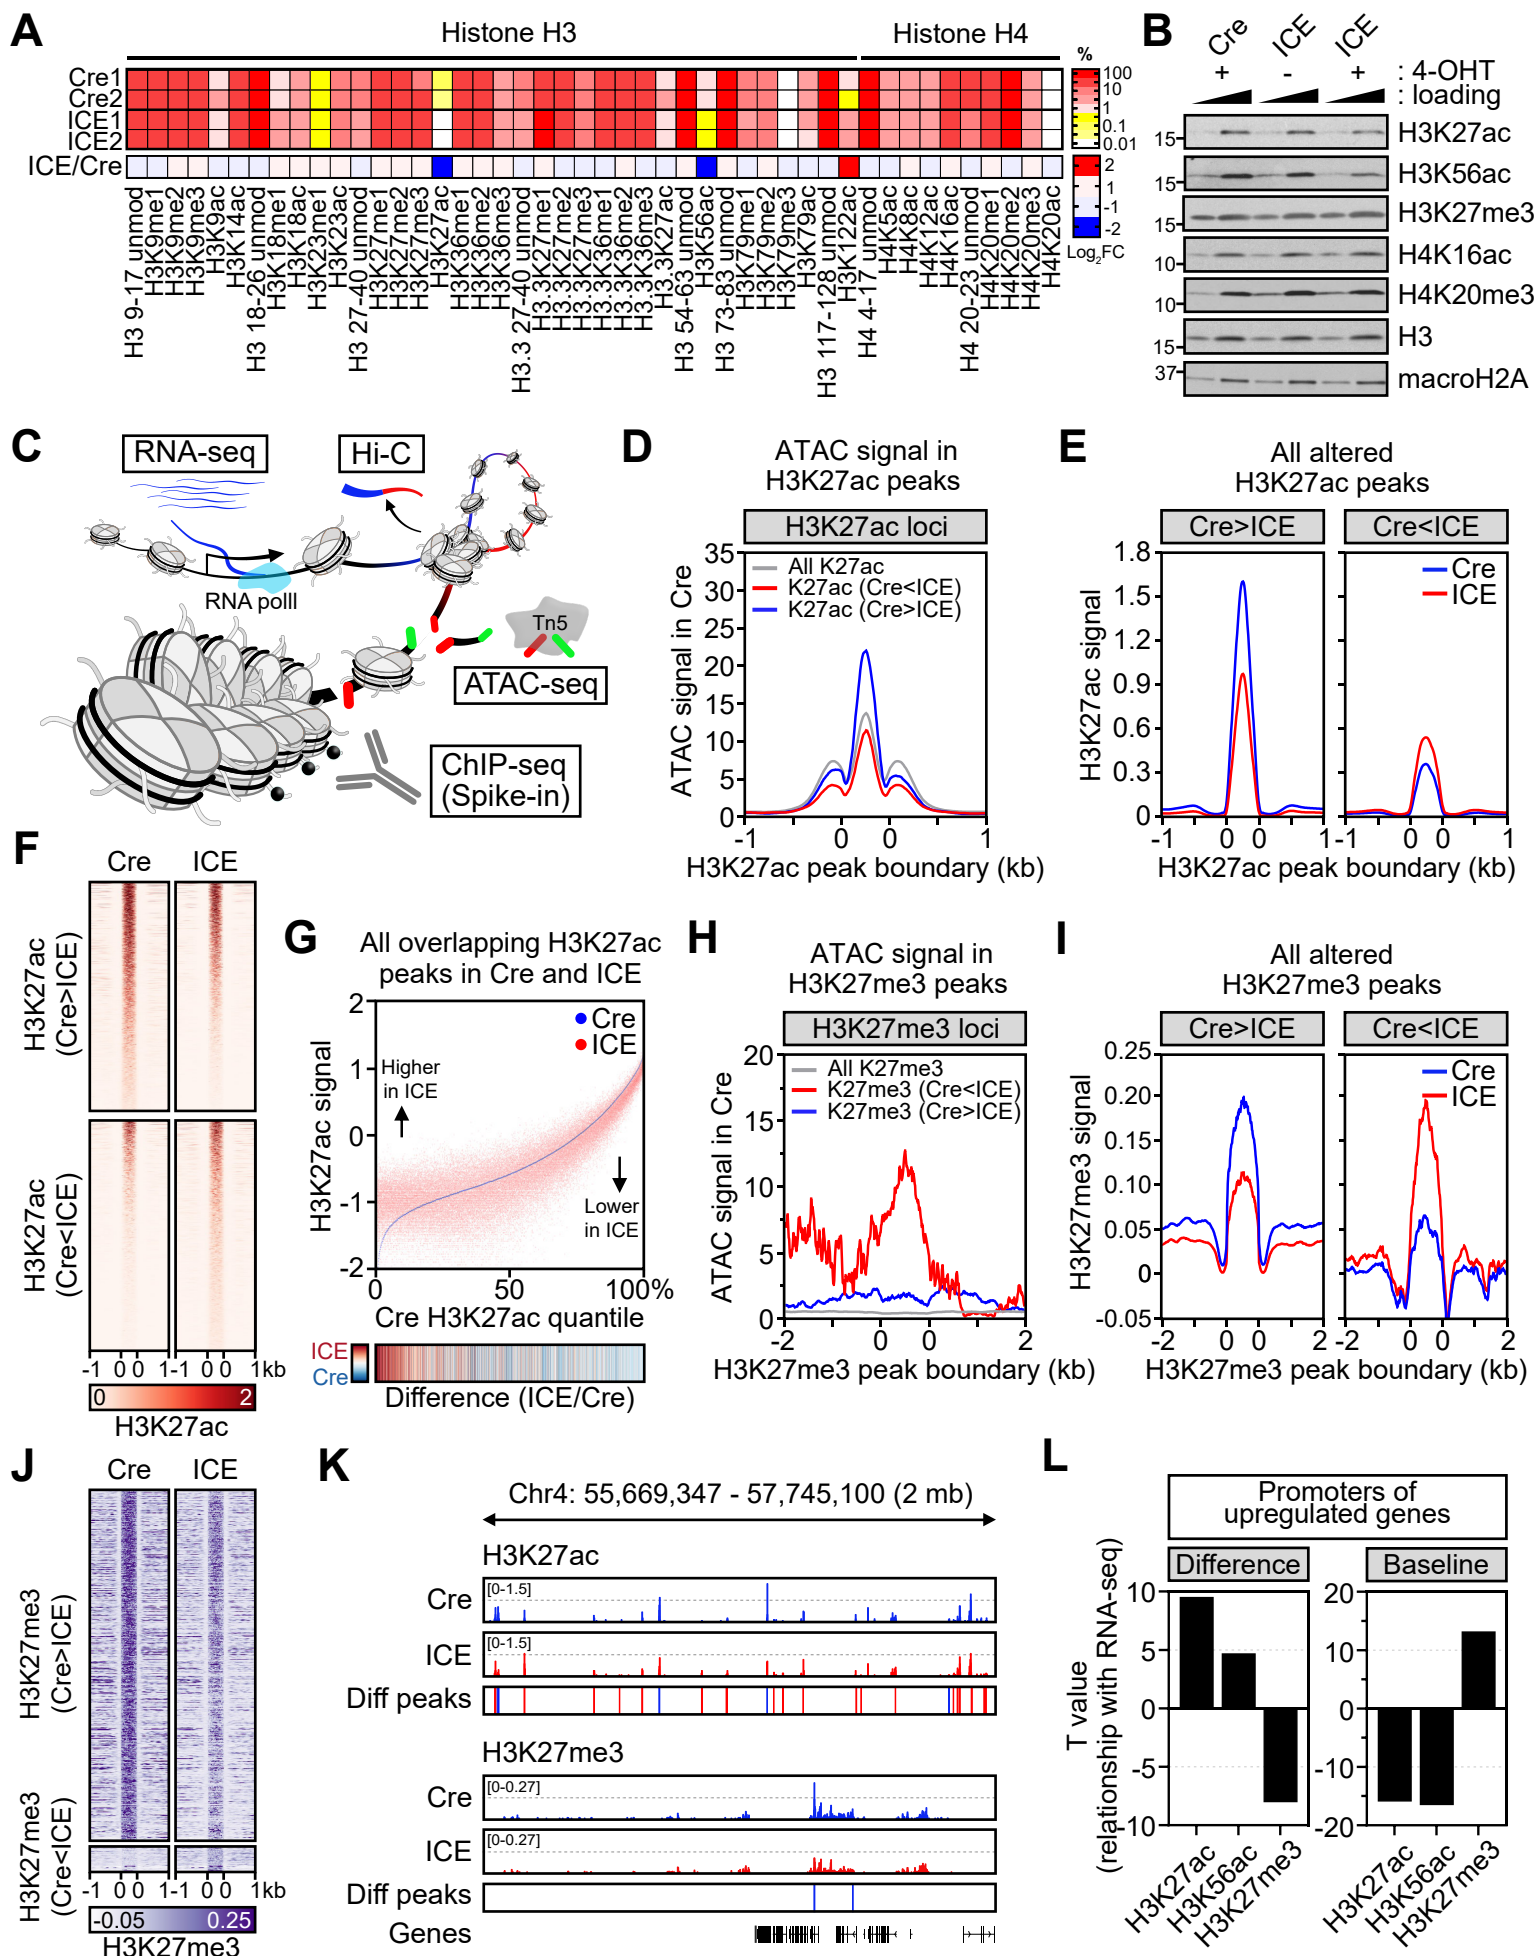 A
Histone H3
Histone H4
Cre1
Cre2
ICE1
ICE2
ICE/Cre
%
100
10
1
0.1
0.01
2
1
-1
-2
Log2FC
H3 9-17 unmod
H3K9me1
H3K9me2
H3K9me3
H3K9ac
H3K14ac
H3 18-26 unmod
H3K18me1
H3K18ac
H3K23me1
H3K23ac
H3 27-40 unmod
H3K27me1
H3K27me2
H3K27me3
H3K27ac
H3K36me1
H3K36me2
H3K36me3
H3.3 27-40 unmod
H3.3K27me1
H3.3K27me2
H3.3K27me3
H3.3K36me1
H3.3K36me2
H3.3K36me3
H3.3K27ac
H3 54-63 unmod
H3K56ac
H3 73-83 unmod
H3K79me1
H3K79me2
H3K79me3
H3K79ac
H3 117-128 unmod
H3K122ac
H4 4-17 unmod
H4K5ac
H4K8ac
H4K12ac
H4K16ac
H4 20-23 unmod
H4K20me1
H4K20me2
H4K20me3
H4K20ac
B
Cre ICE ICE
+ - + : 4-OHT
: loading
15 H3K27ac
15 H3K56ac
15 H3K27me3
10 H4K16ac
10 H4K20me3
15 H3
37 macroH2A
C
RNA-seq
Hi-C
RNA polII
Tn5
ATAC-seq
ChIP-seq
(Spike-in)
D
ATAC signal in
H3K27ac peaks
H3K27ac loci
All K27ac
K27ac (Cre<ICE)
K27ac (Cre>ICE)
ATAC signal in Cre
35
30
25
20
15
10
5
0
-1 0 0 1
H3K27ac peak boundary (kb)
E
All altered
H3K27ac peaks
Cre>ICE Cre<ICE
Cre
ICE
H3K27ac signal
1.8
1.5
1.2
0.9
0.6
0.3
0
-1 0 0 1 -1 0 0 1
H3K27ac peak boundary (kb)
F
Cre ICE
H3K27ac
(Cre>ICE)
H3K27ac
(Cre<ICE)
-1 0 0 1 -1 0 0 1kb
0 2
H3K27ac
G
All overlapping H3K27ac
peaks in Cre and ICE
Cre
ICE
Higher
in ICE
Lower
in ICE
H3K27ac signal
2
1
0
-1
-2
0 50 100%
Cre H3K27ac quantile
ICE
Cre
Difference (ICE/Cre)
H
ATAC signal in
H3K27me3 peaks
H3K27me3 loci
All K27me3
K27me3 (Cre<ICE)
K27me3 (Cre>ICE)
ATAC signal in Cre
20
15
10
5
0
-2 0 0 2
H3K27me3 peak boundary (kb)
I
All altered
H3K27me3 peaks
Cre>ICE Cre<ICE
Cre
ICE
H3K27me3 signal
0.25
0.20
0.15
0.10
0.05
0
-0.05
-2 0 0 2 -2 0 0 2
H3K27me3 peak boundary (kb)
J
Cre ICE
H3K27me3
(Cre>ICE)
H3K27me3
(Cre<ICE)
-1 0 0 1 -1 0 0 1kb
-0.05 0.25
H3K27me3
K
Chr4: 55,669,347 - 57,745,100 (2 mb)
H3K27ac
Cre [0-1.5]
ICE [0-1.5]
Diff peaks
H3K27me3
Cre [0-0.27]
ICE [0-0.27]
Diff peaks
Genes
L
Promoters of
upregulated genes
Difference Baseline
T value
(relationship with RNA-seq)
10
5
0
-5
-10
20
10
0
-10
-20
H3K27ac
H3K56ac
H3K27me3
H3K27ac
H3K56ac
H3K27me3